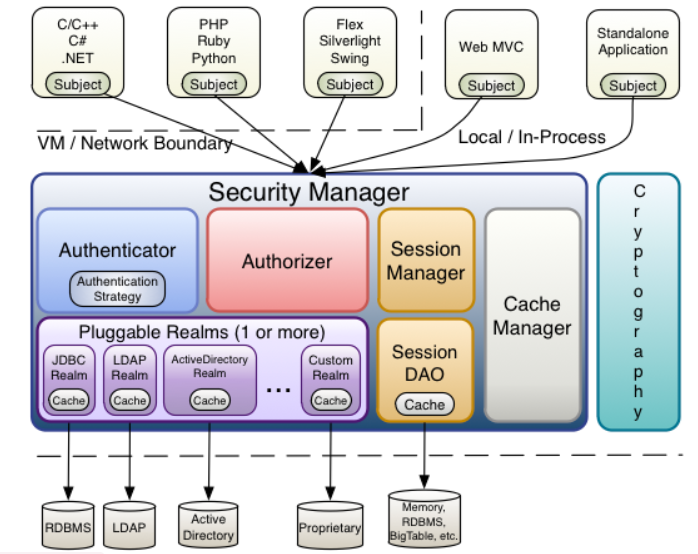 C/C++
C#
.NET
Subject
PHP
Ruby
Python
Subject
Flex
Silverlight
Swing
Subject
Web MVC
Subject
Standalone
Application
Subject
VM / Network Boundary
Local / In-Process
Security Manager
Authenticator
Authentication
Strategy
Authorizer
Session
Manager
Cache
Manager
Cryptography
Pluggable Realms (1 or more)
JDBC
Realm
Cache
LDAP
Realm
Cache
ActiveDirectory
Realm
Cache
...
Custom
Realm
Cache
Session
DAO
Cache
RDBMS
LDAP
Active
Directory
Proprietary
Memory,
RDBMS,
BigTable, etc.